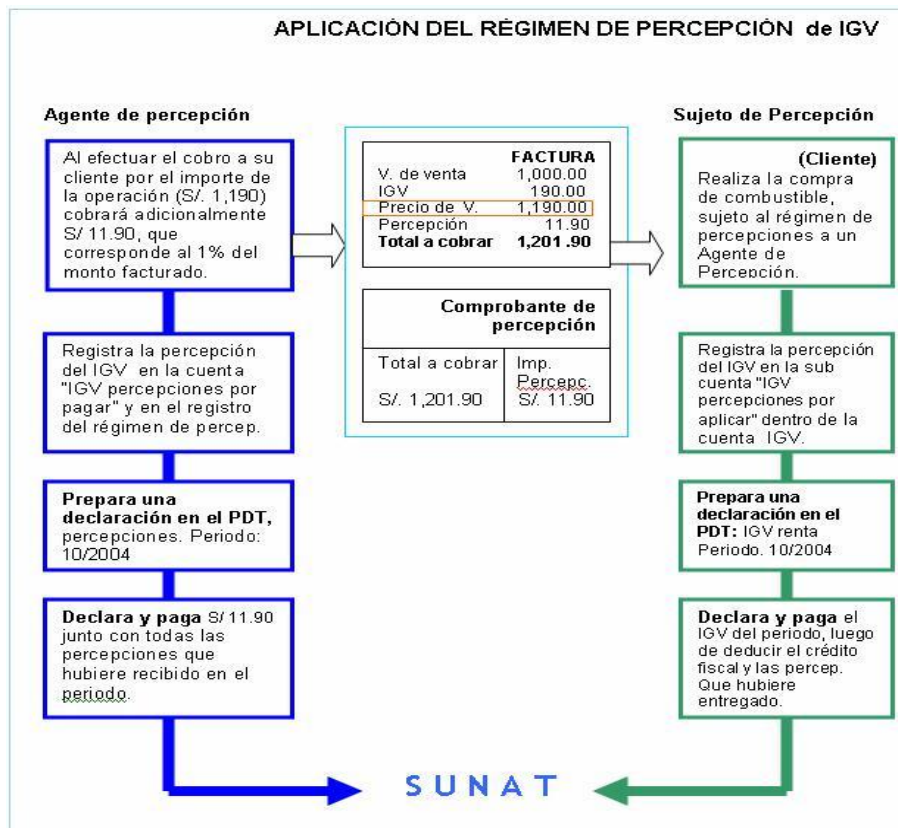 APLICACIÓN DEL RÉGIMEN DE PERCEPCIÓN de IGV
Agente de percepción
Al efectuar el cobro a su
cliente por el importe de
la operación (S/. 1,190)
cobrará adicionalmente
S/ 11.90, que
corresponde al 1% del
monto facturado.
Registra la percepción
del IGV en la cuenta
"IGV percepciones por
pagar" y en el registro
del régimen de percep.
Prepara una
declaración en el PDT,
percepciones. Periodo:
10/2004
Declara y paga S/ 11.90
junto con todas las
percepciones que
hubiere recibido en el
periodo.
FACTURA
V. de venta 1,000.00
IGV 190.00
Precio de V. 1,190.00
Percepción 11.90
Total a cobrar 1,201.90
Comprobante de
percepción
Total a cobrar
S/. 1,201.90
Imp.
Percepc.
S/. 11.90
Sujeto de Percepción
(Cliente)
Realiza la compra
de combustible,
sujeto al régimen de
percepciones a un
Agente de
Percepción.
Registra la percepción
del IGV en la sub
cuenta "IGV
percepciones por
aplicar" dentro de la
cuenta IGV.
Prepara una
declaración en el
PDT: IGV renta
Periodo. 10/2004
Declara y paga el
IGV del periodo, luego
de deducir el crédito
fiscal y las percep.
Que hubiere
entregado.
SUNAT